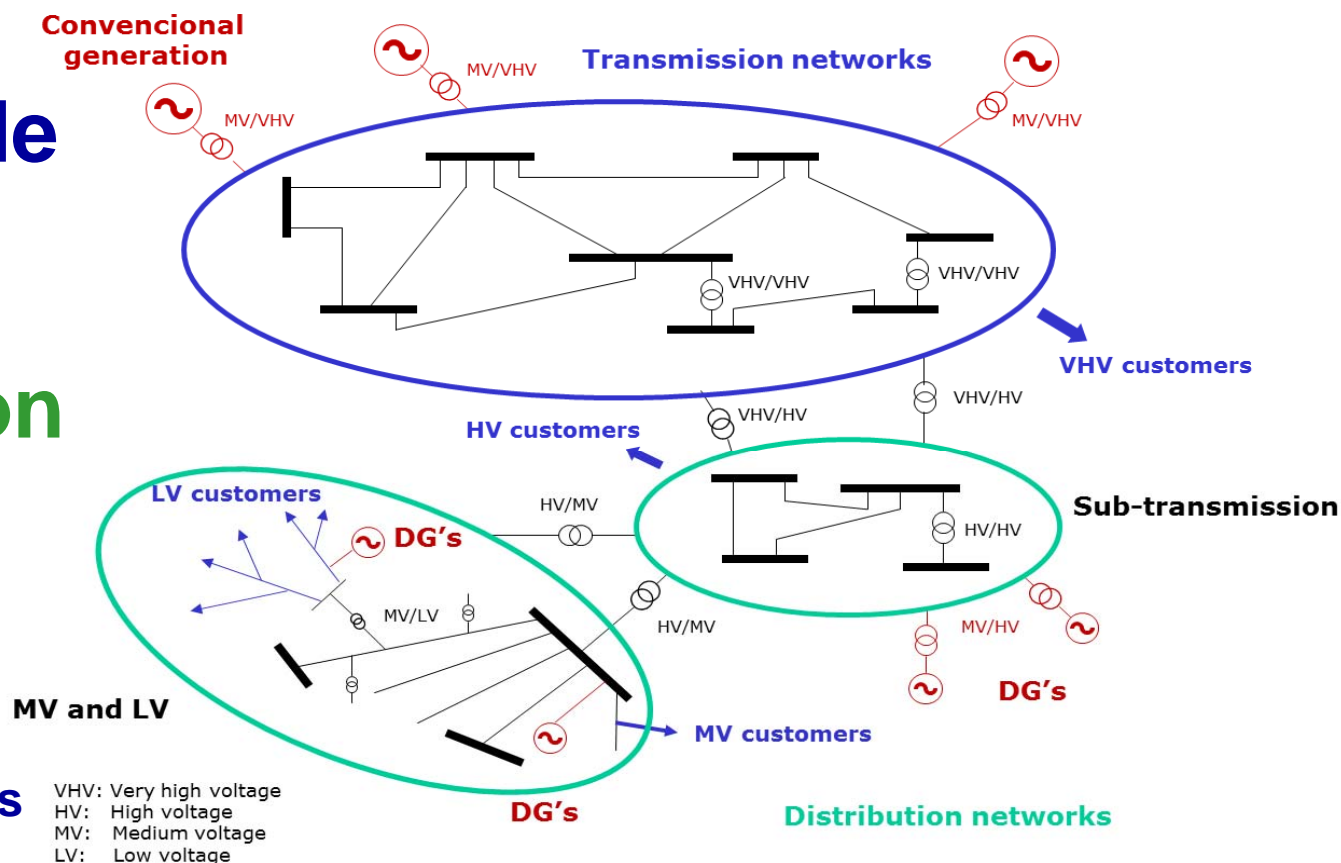 Convencional
generation
MV/VHV
Transmission networks
MV/VHV
MV/VHV
VHV/VHV
VHV/VHV
VHV customers
VHV/HV
VHV/HV
HV customers
LV customers
HV/MV
DG's
Sub-transmission
HV/HV
MV/LV
HV/MV
MV/HV
DG's
MV and LV
MV customers
DG's
Distribution networks
VHV: Very high voltage
HV: High voltage
MV: Medium voltage
LV: Low voltage